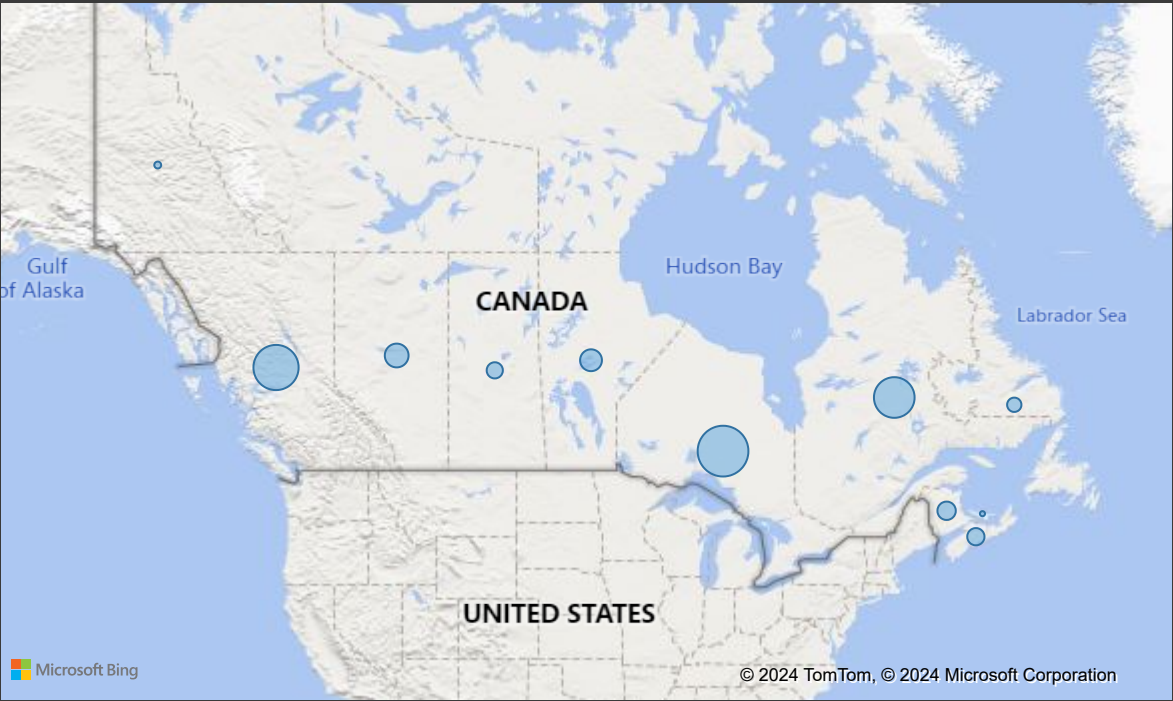 Gulf
of Alaska
Hudson Bay
CANADA
Labrador Sea
UNITED STATES
Microsoft Bing
© 2024 TomTom, © 2024 Microsoft Corporation